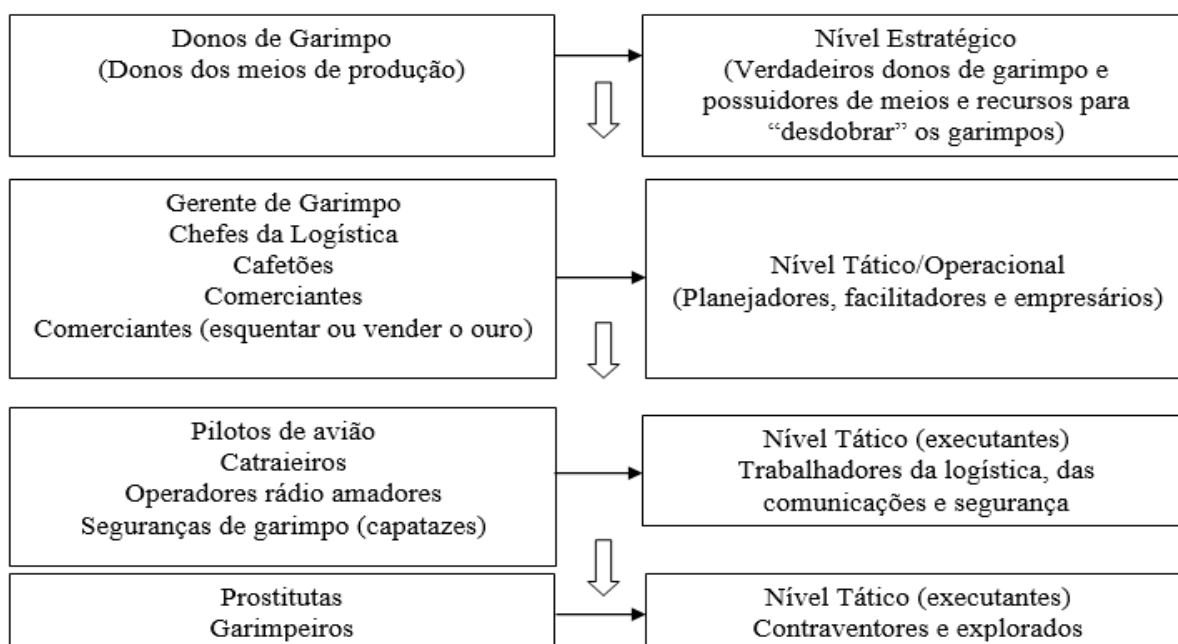 Donos de Garimpo
(Donos dos meios de produção)
Nível Estratégico
(Verdadeiros donos de garimpo e
possuidores de meios e recursos para
“desdobrar” os garimpos)
Gerente de Garimpo
Chefes da Logística
Cafetões
Comerciantes
Comerciantes (esquentar ou vender o ouro)
Nível Tático/Operacional
(Planejadores, facilitadores e empresários)
Pilotos de avião
Catraieiros
Operadores rádio amadores
Seguranças de garimpo (capatazes)
Nível Tático (executantes)
Trabalhadores da logística, das
comunicações e segurança
Prostitutas
Garimpeiros
Nível Tático (executantes)
Contraventores e explorados